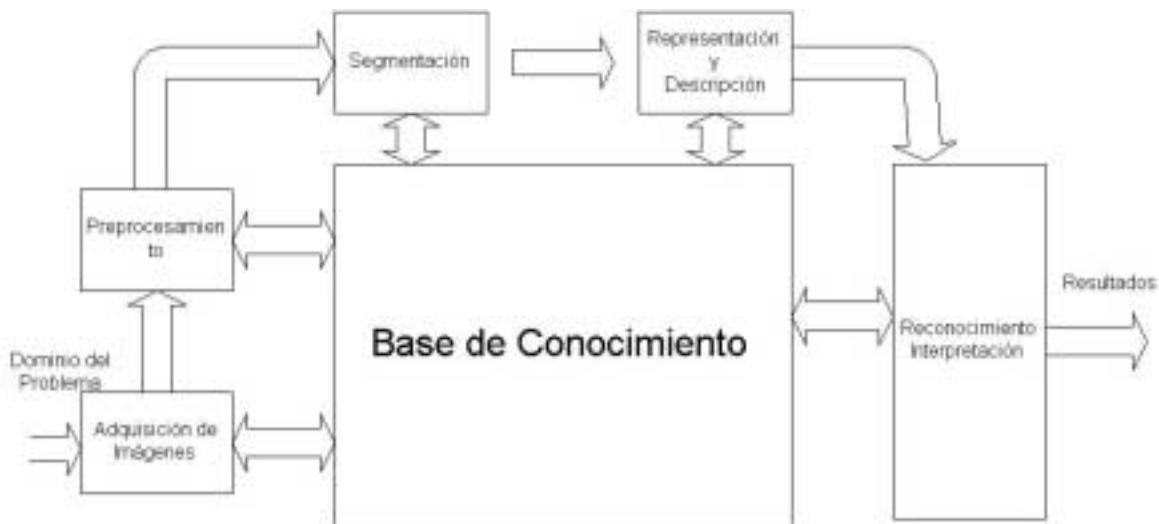 Segmentación
Representación
y
Descripción
Preprocesamien
to
Base de Conocimiento
Resultados
Reconocimiento
Interpretación
Dominio del
Problema
Adquisición de
Imágenes